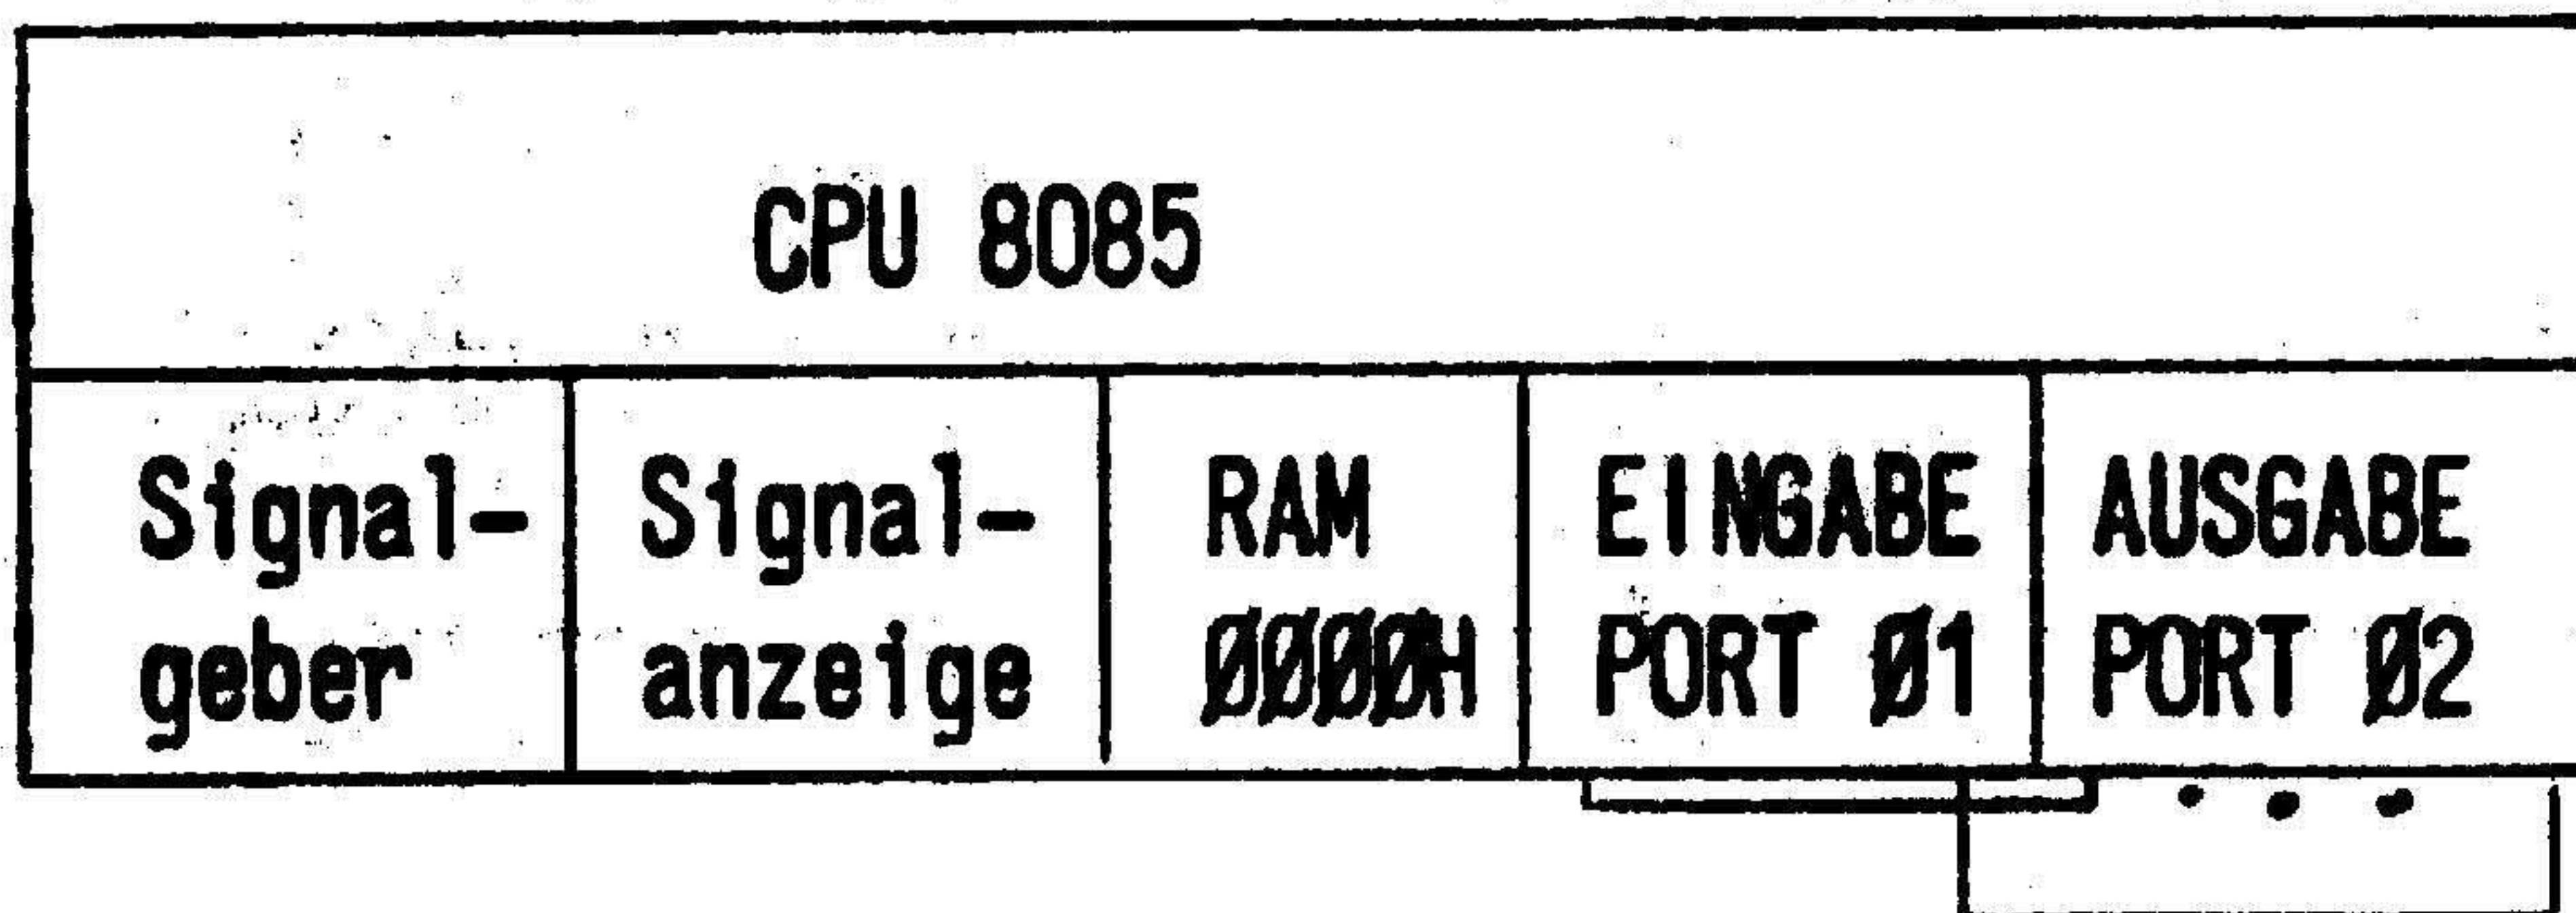 CPU 8085
Signal-
geber
Signal-
anzeige
RAM
ØØØØH
EINGABE
PORT Ø1
AUSGABE
PORT Ø2